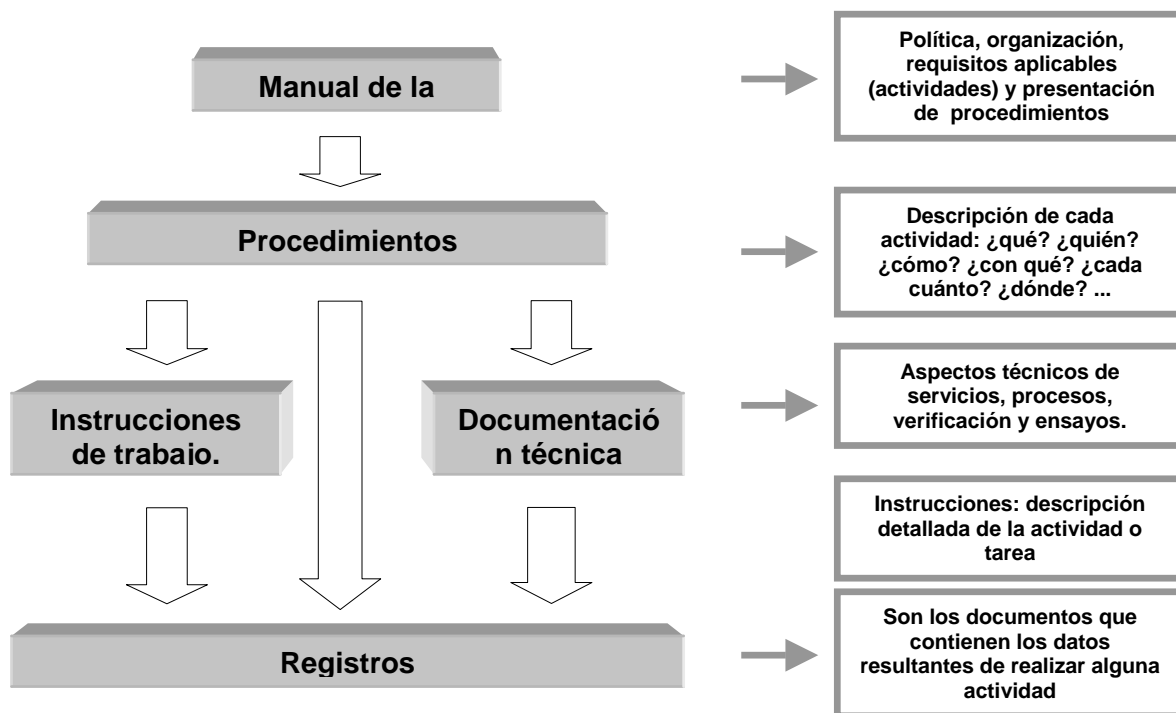 Manual de la
Política, organización,
requisitos aplicables
(actividades) y presentación
de  procedimientos
Procedimientos
Descripción de cada
actividad: ¿qué? ¿quién?
¿cómo? ¿con qué? ¿cada
cuánto? ¿dónde? ...
Instrucciones
de trabajo.
Documentació
n técnica
Aspectos técnicos de
servicios, procesos,
verificación y ensayos.
Instrucciones: descripción
detallada de la actividad o
tarea
Registros
Son los documentos que
contienen los datos
resultantes de realizar alguna
actividad